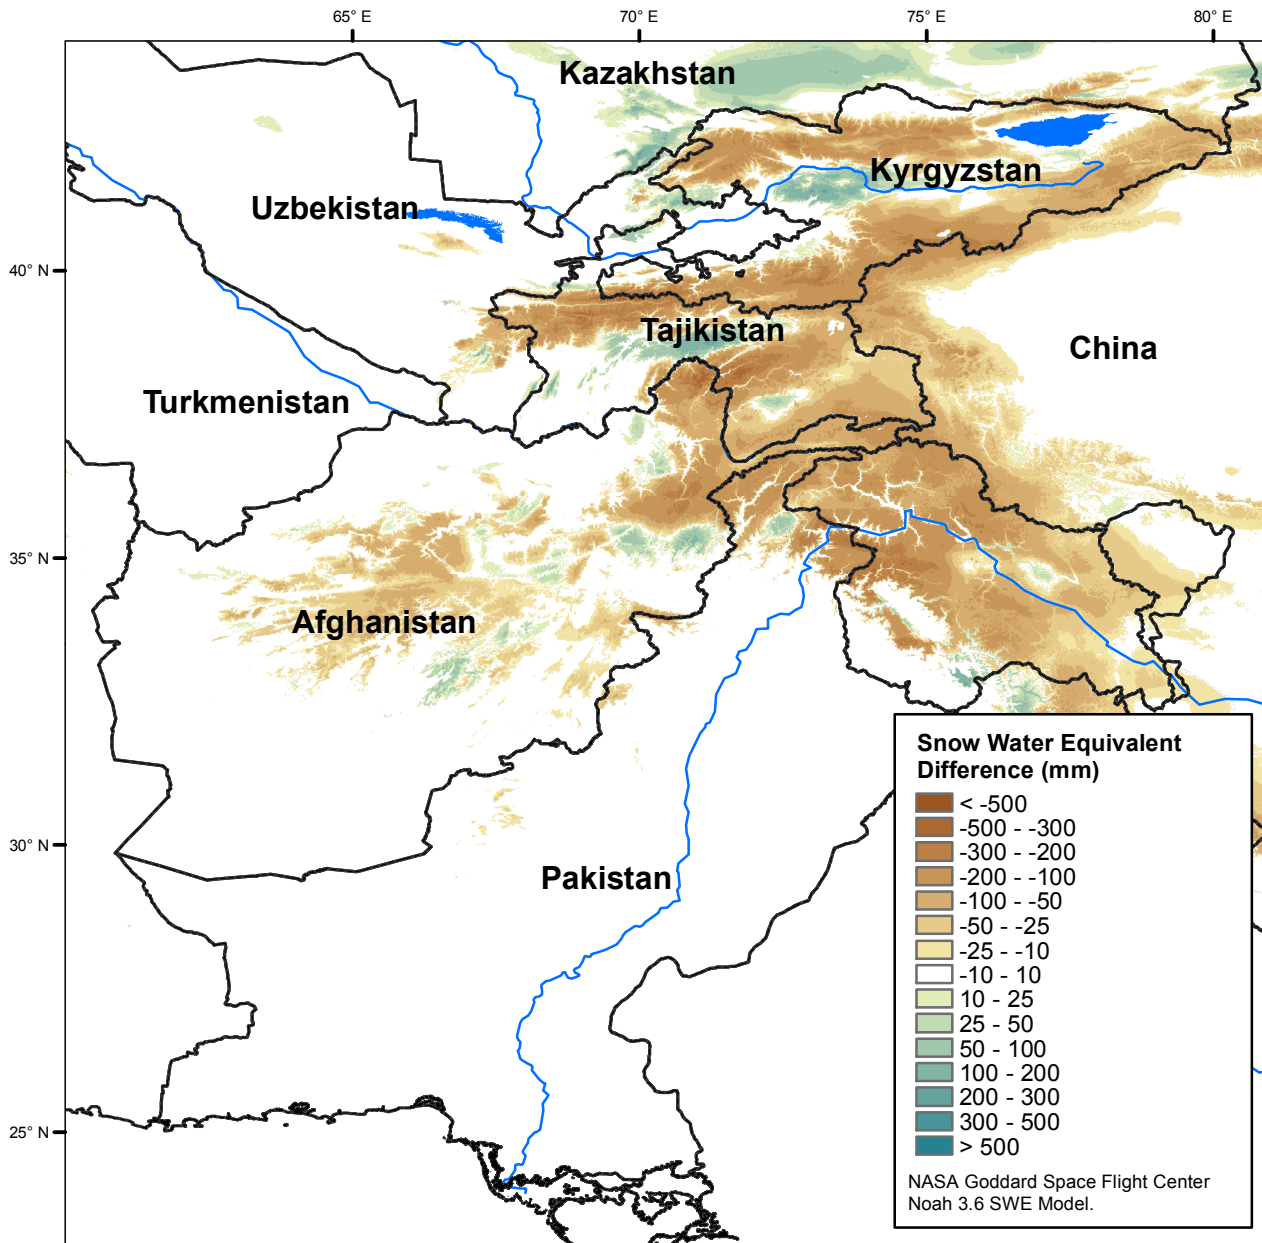 65° E
70° E
75° E
80° E
Kazakhstan
Kyrgyzstan
Uzbekistan
40° N
Tajikistan
China
Turkmenistan
35° N
Afghanistan
30° N
Pakistan
25° N
Snow Water Equivalent
Difference (mm)
< -500
-500 - -300
-300 - -200
-200 - -100
-100 - -50
-50 - -25
-25 - -10
-10 - 10
10 - 25
25 - 50
50 - 100
100 - 200
200 - 300
300 - 500
> 500
NASA Goddard Space Flight Center
Noah 3.6 SWE Model.